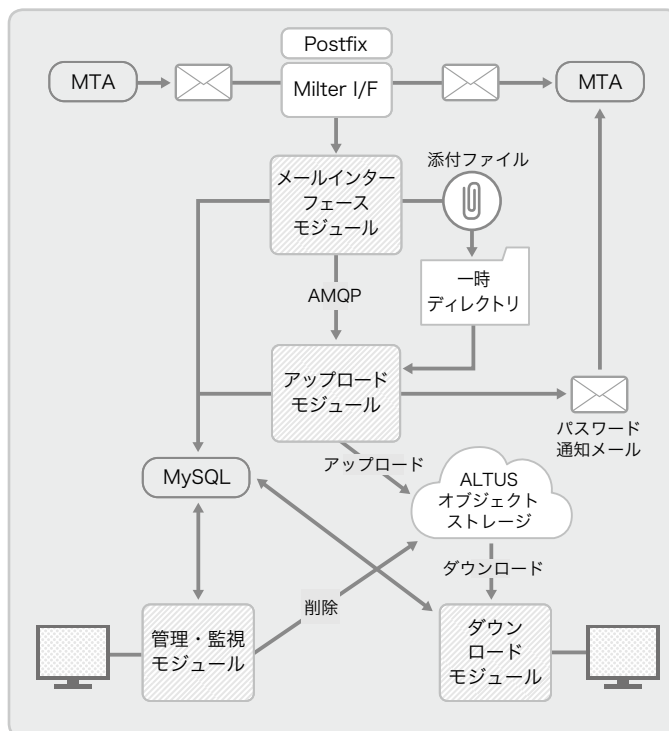 Postfix
MTA
Milter I/F
MTA
添付ファイル
メールインター
フェース
モジュール
一時
ディレクトリ
AMQP
アップロード
モジュール
パスワード
通知メール
アップロード
MySQL
ALTUS
オブジェクト
ストレージ
ダウンロード
削除
管理・監視
モジュール
ダウン
ロード
モジュール